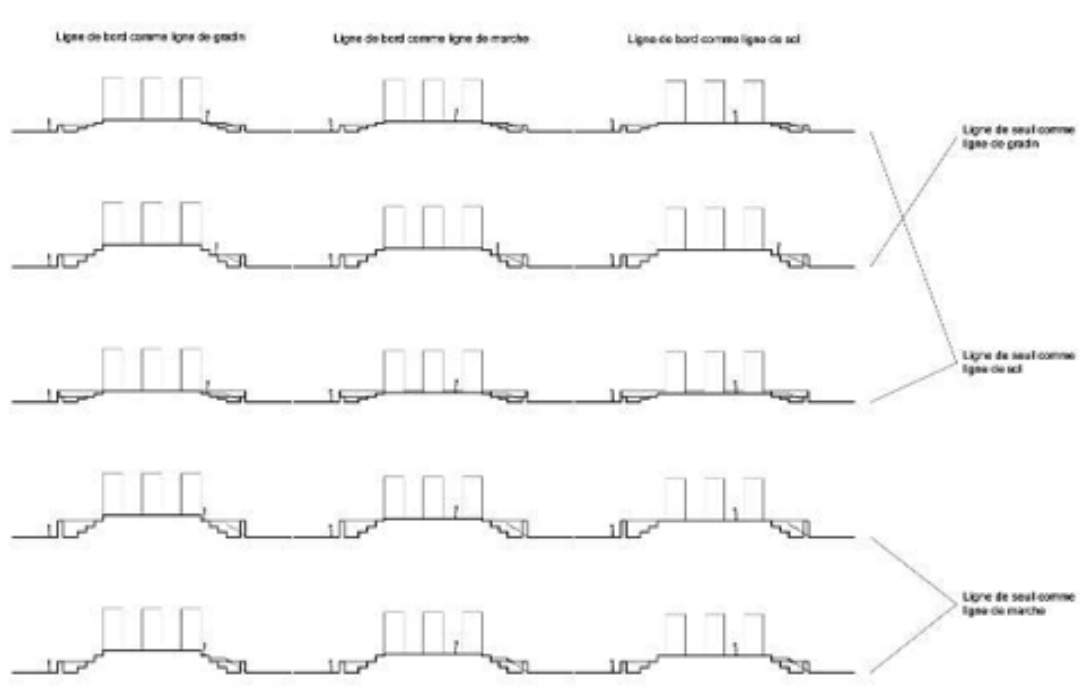 Ligne de bord comme ligne de gradin
Ligne de bord comme ligne de marche
Ligne de bord comme ligne de sol
Ligne de seuil comme
ligne de gradin
Ligne de seuil comme
ligne de sol
Ligne de seuil comme
ligne de marche